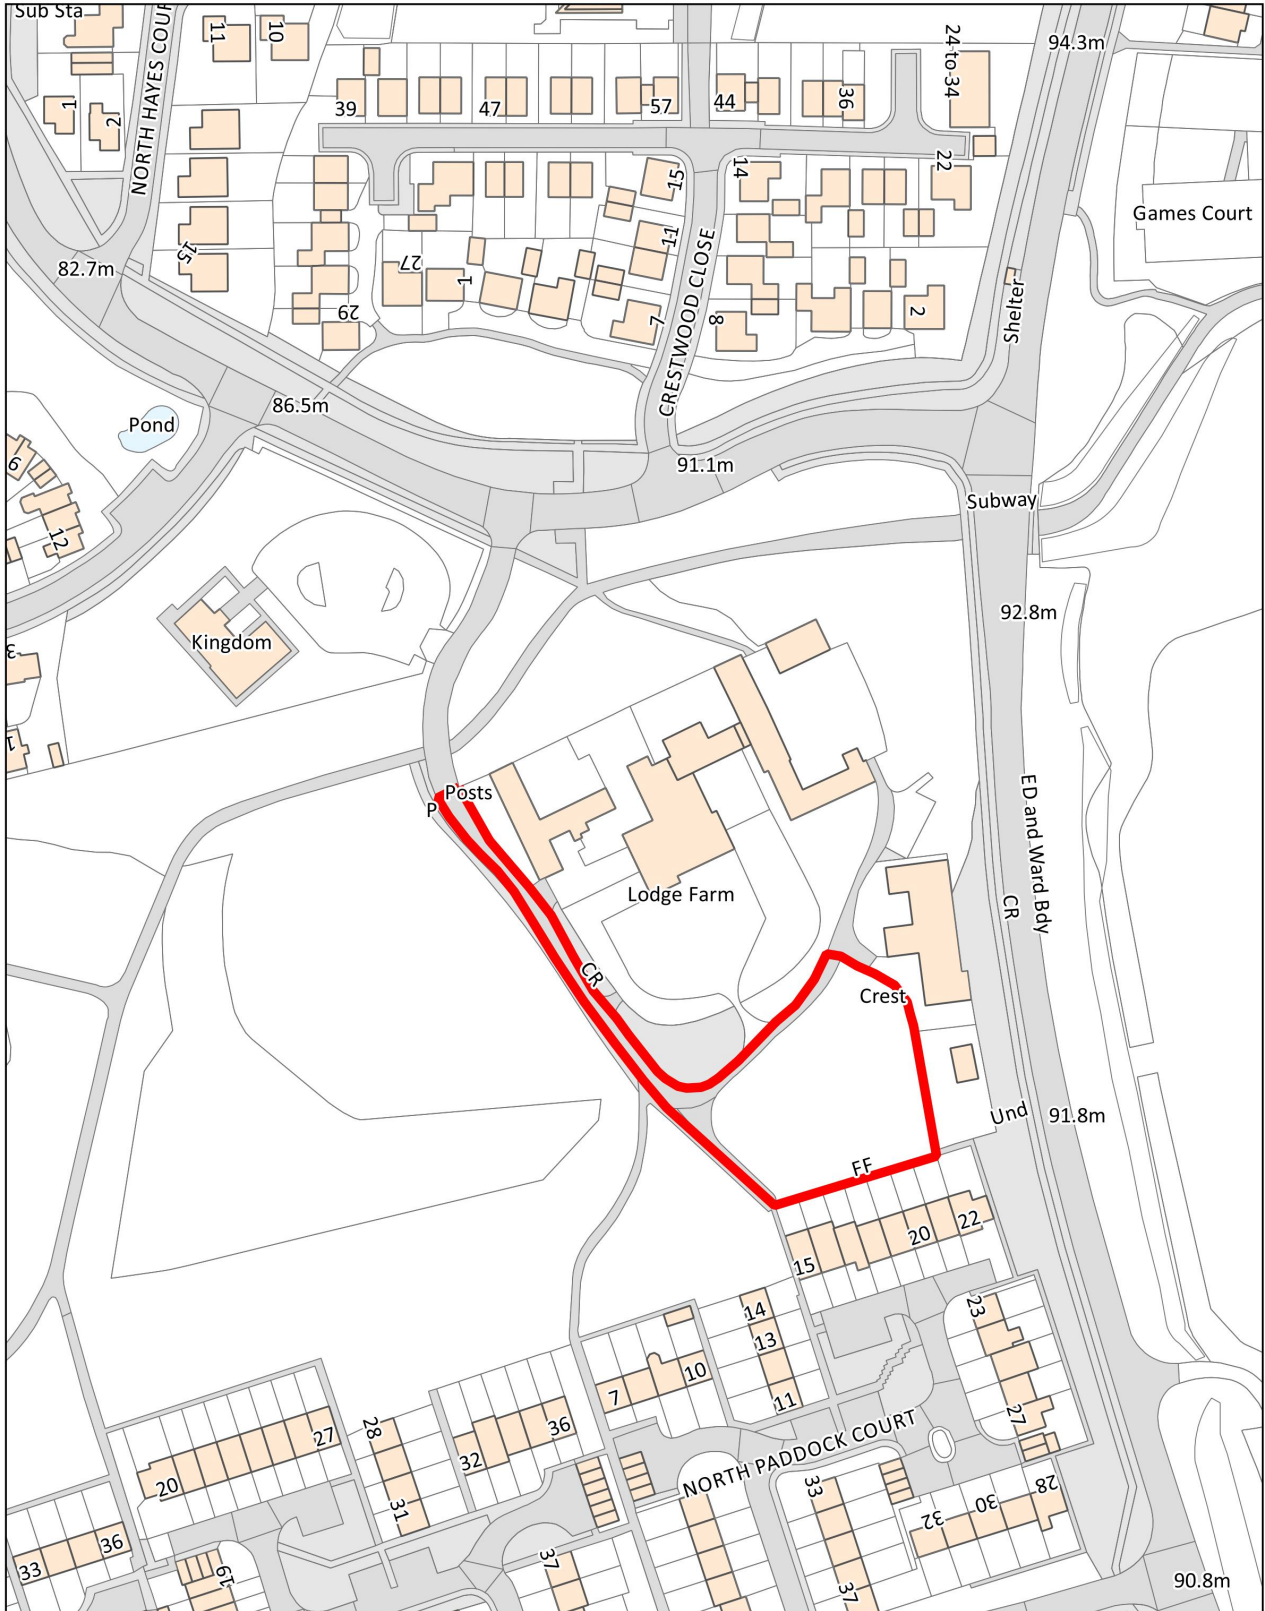 Sub Sta
11
10
NORTH HAYES COUR
1
2
15
82.7m
39
47
57
44
36
24 to 34
94.3m
14
22
15
11
27
1
29
7
8
2
CRESTWOOD CLOSE
Games Court
Shelter
86.5m
Pond
91.1m
Subway
6
12
3
1
Kingdom
92.8m
Posts
P
Lodge Farm
ED and Ward Bdy
CR
CR
Crest
Und
91.8m
FF
15
20
22
14
13
11
23
27
7
10
NORTH PADDOCK COURT
28
30
32
33
37
20
27
28
31
32
36
33
36
19
37
90.8m